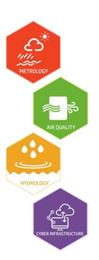 METROLOGY
AIR QUALITY
HYDROLOGY
CYBER INFRASTRUCTURE